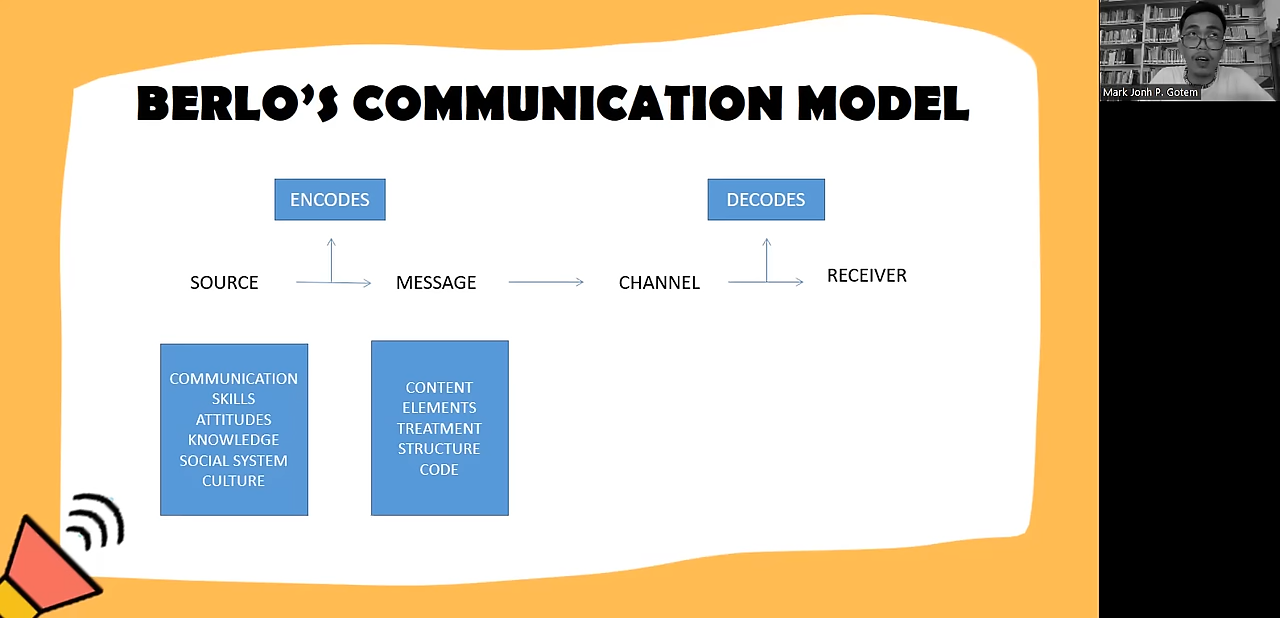 BERLO'S COMMUNICATION MODEL
ENCODES
DECODES
SOURCE
MESSAGE
CHANNEL
RECEIVER
COMMUNICATION
SKILLS
ATTITUDES
KNOWLEDGE
SOCIAL SYSTEM
CULTURE
CONTENT
ELEMENTS
TREATMENT
STRUCTURE
CODE
Mark Jonh P. Gotem